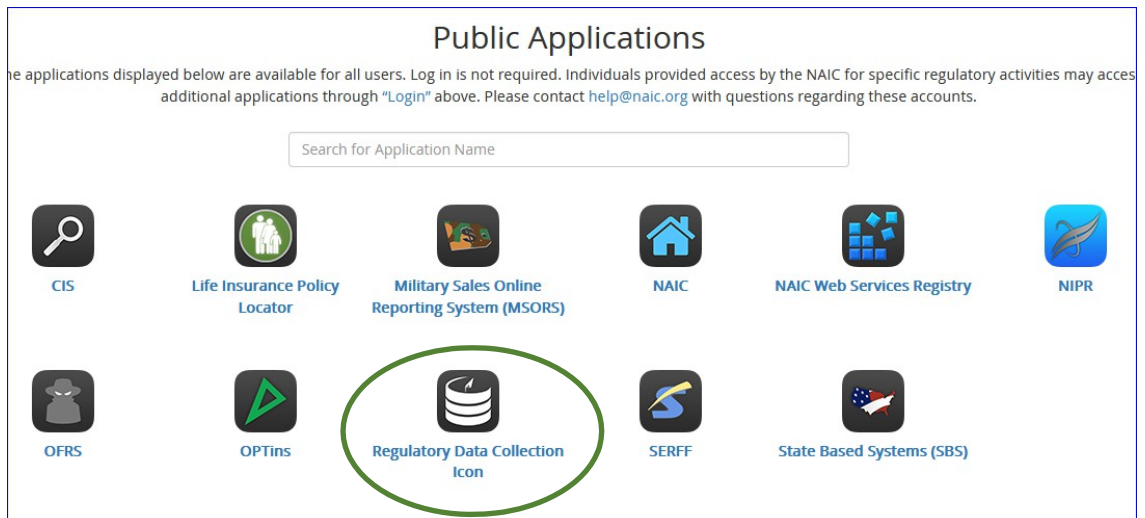 Public Applications
applications displayed below are available for all users. Log in is not required. Individuals provided access by the NAIC for specific regulatory activities may
additional applications through “Login” above. Please contact help@naic.org with questions regarding these accounts.
Search for Application Name
CIS
Life Insurance Policy
Locator
Military Sales Online
Reporting System (MSORS)
NAIC
NAIC Web Services Registry
NIPR
OFRS
OPTins
Regulatory Data Collection
Icon
SERFF
State Based Systems (SBS)